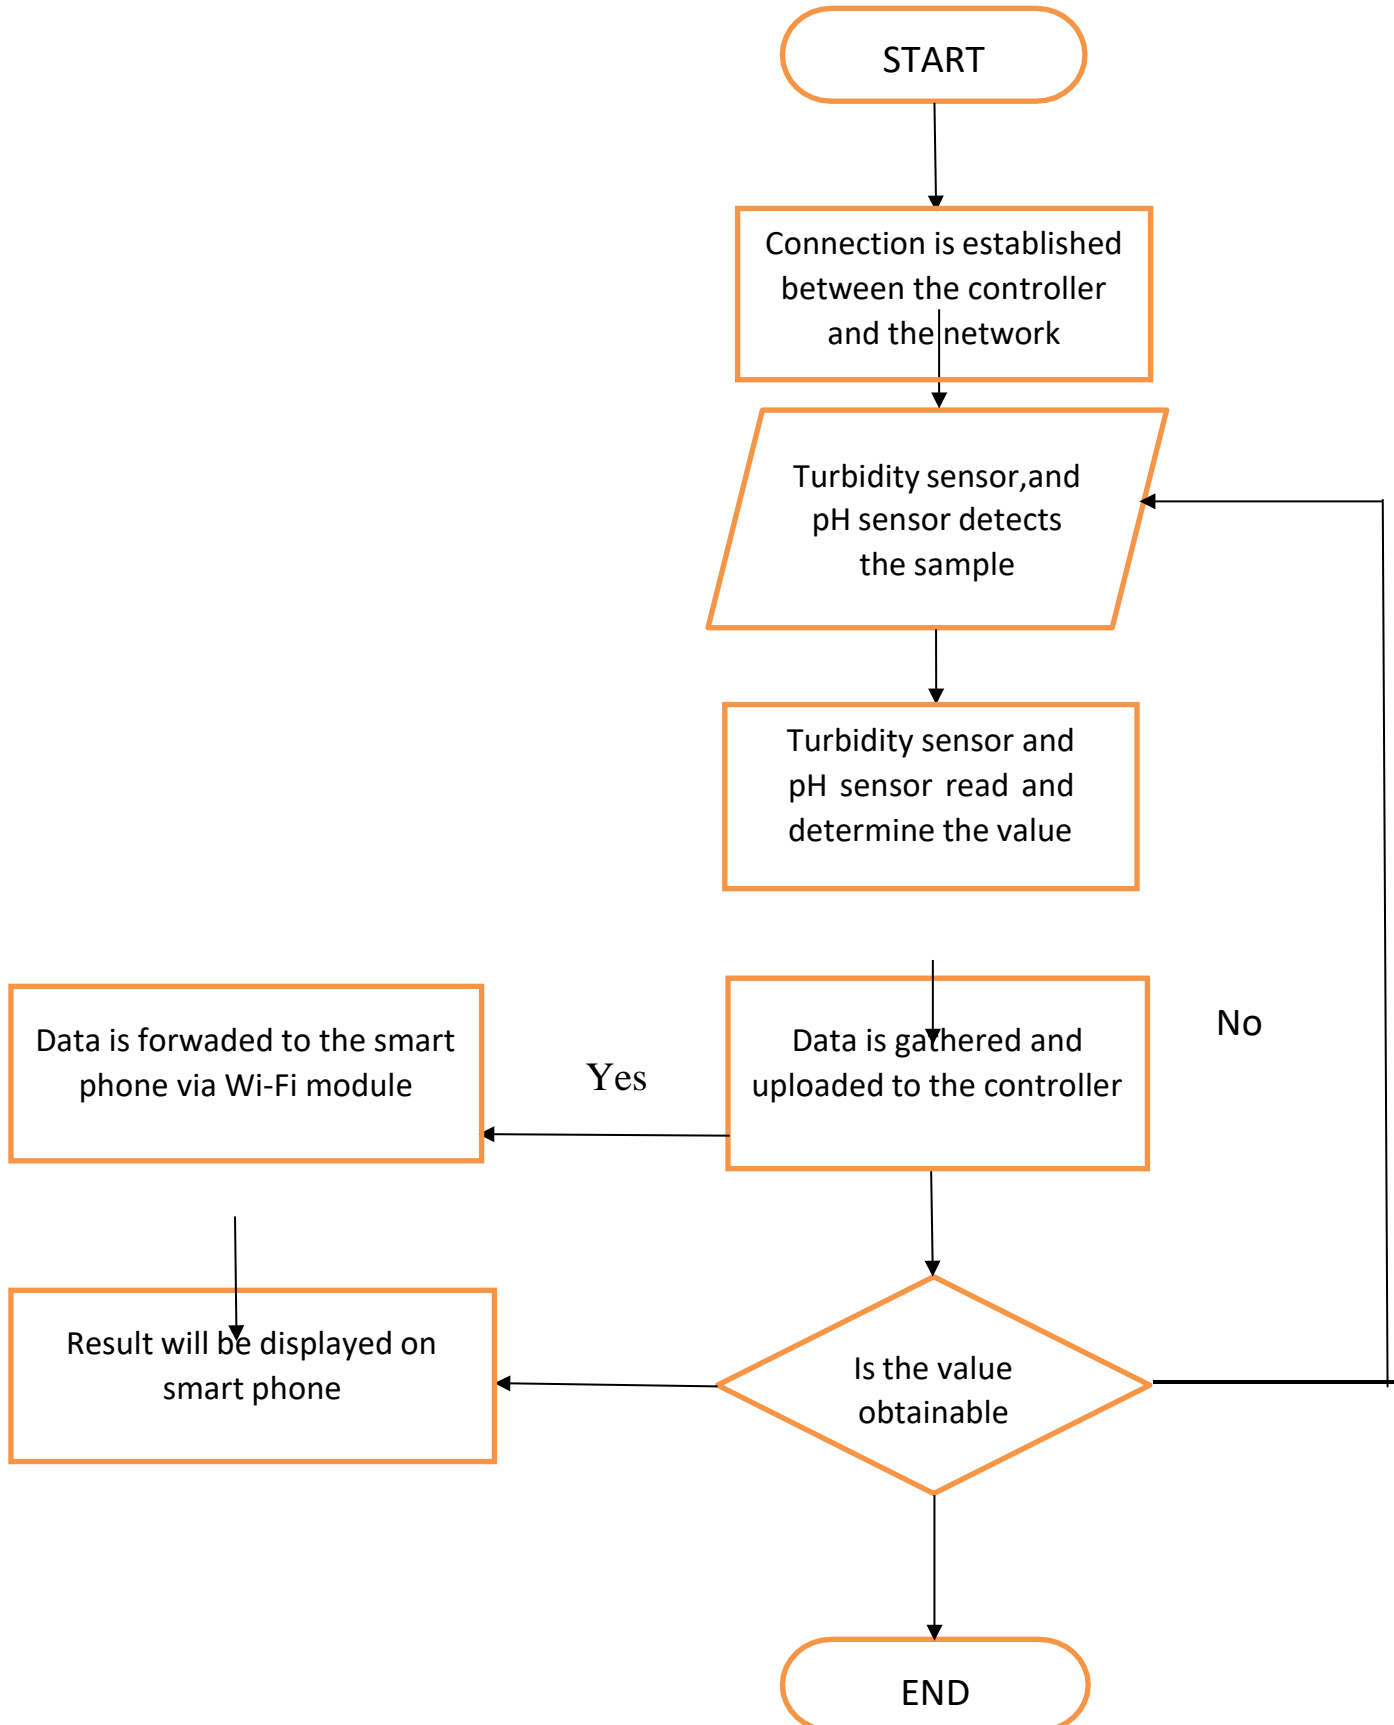 START
Connection is established
between the controller
and the network
Turbidity sensor,and
pH sensor detects
the sample
Turbidity sensor and
pH sensor read and
determine the value
No
Data is forwaded to the smart
phone via Wi-Fi module
Yes
Data is gathered and
uploaded to the controller
Result will be displayed on
smart phone
Is the value
obtainable
END